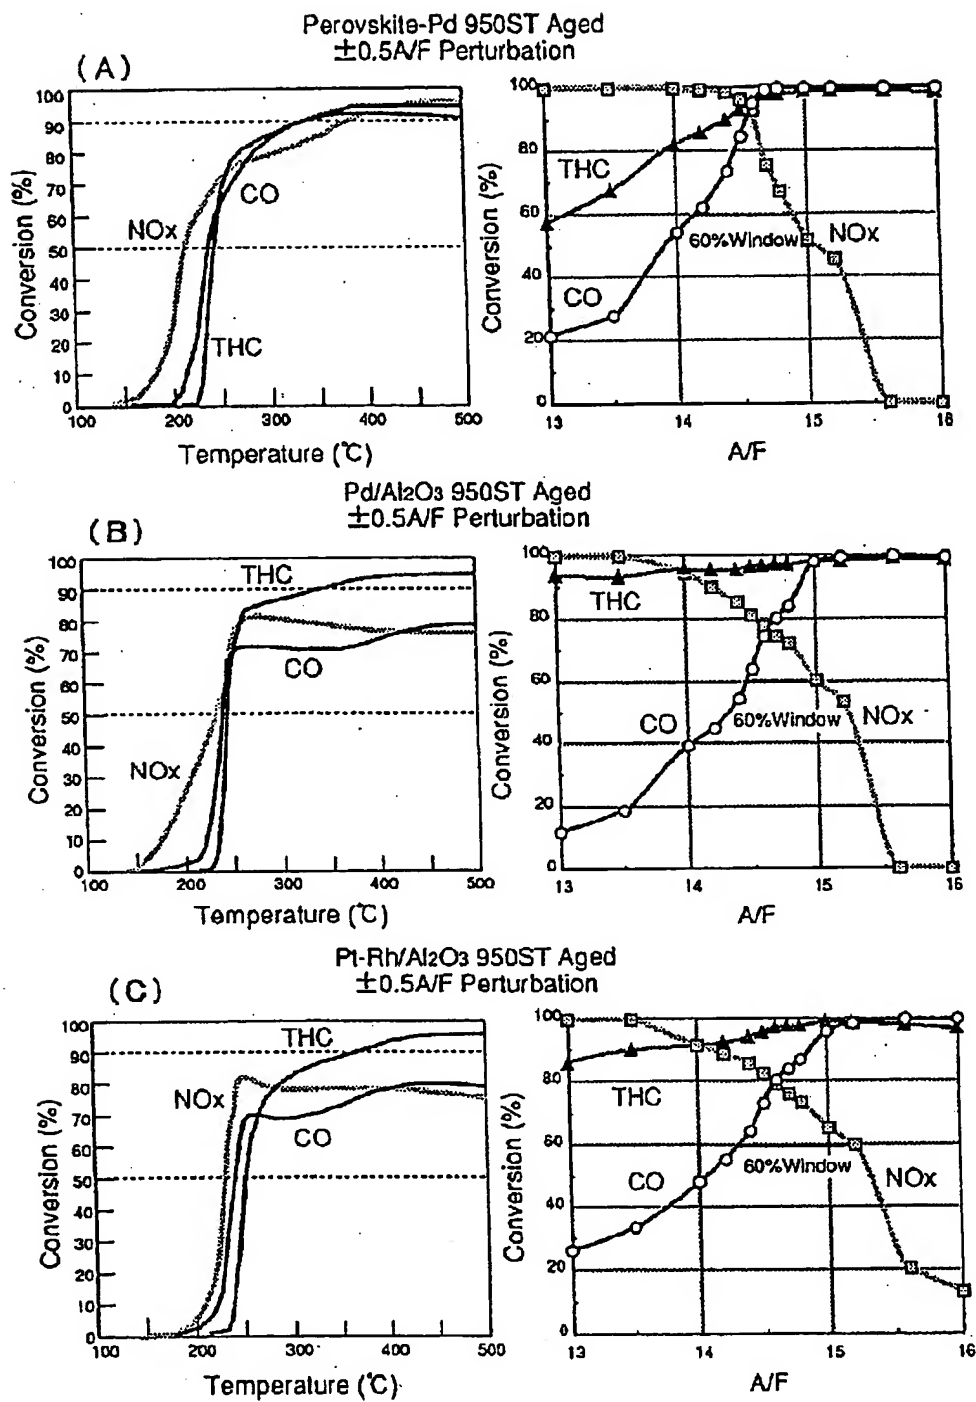 Perovskite-Pd 950ST Aged
±0.5A/F Perturbation
(A)
100
90
80
70
60
50
40
30
20
10
0
Conversion (%)
NOx
CO
THC
100
200
300
400
500
Temperature (℃)
100
80
60
40
20
0
Conversion (%)
THC
CO
60%Window
NOx
13
14
15
16
A/F
Pd/Al2O3 950ST Aged
±0.5A/F Perturbation
(B)
100
90
80
70
60
50
40
30
20
10
0
Conversion (%)
THC
CO
NOx
100
200
300
400
500
Temperature (℃)
100
80
60
40
20
0
Conversion (%)
THC
CO
60%Window
NOx
13
14
15
16
A/F
Pt-Rh/Al2O3 950ST Aged
±0.5A/F Perturbation
(C)
100
90
80
70
60
50
40
30
20
10
0
Conversion (%)
THC
NOx
CO
100
200
300
400
500
Temperature (℃)
100
80
60
40
20
0
Conversion (%)
THC
CO
60%Window
NOx
13
14
15
16
A/F